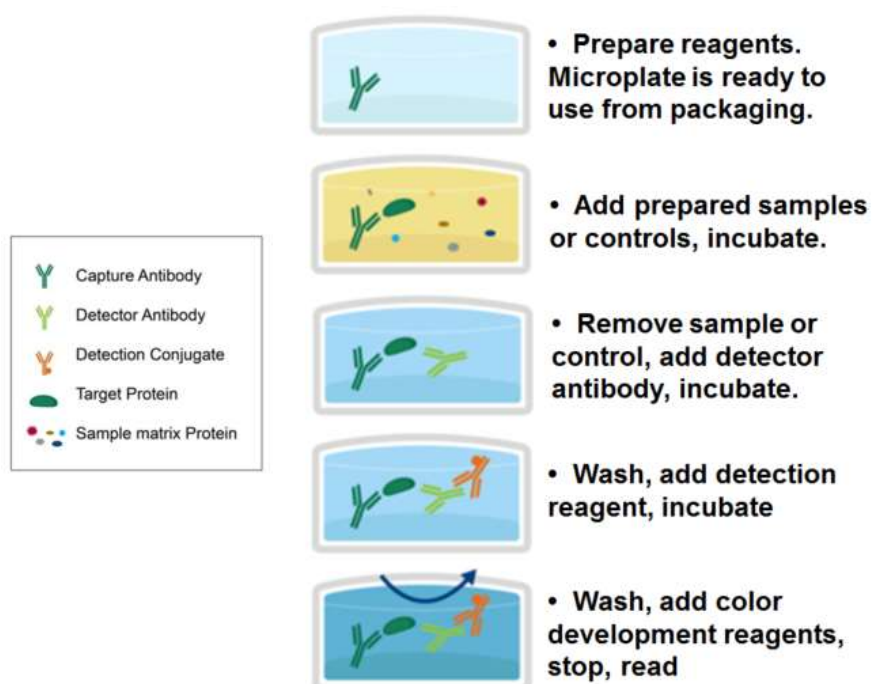 • Prepare reagents.
Microplate is ready to
use from packaging.
• Add prepared samples
or controls, incubate.
Capture Antibody
Detector Antibody
Detection Conjugate
Target Protein
Sample matrix Protein
• Remove sample or
control, add detector
antibody, incubate.
• Wash, add detection
reagent, incubate
• Wash, add color
development reagents,
stop, read